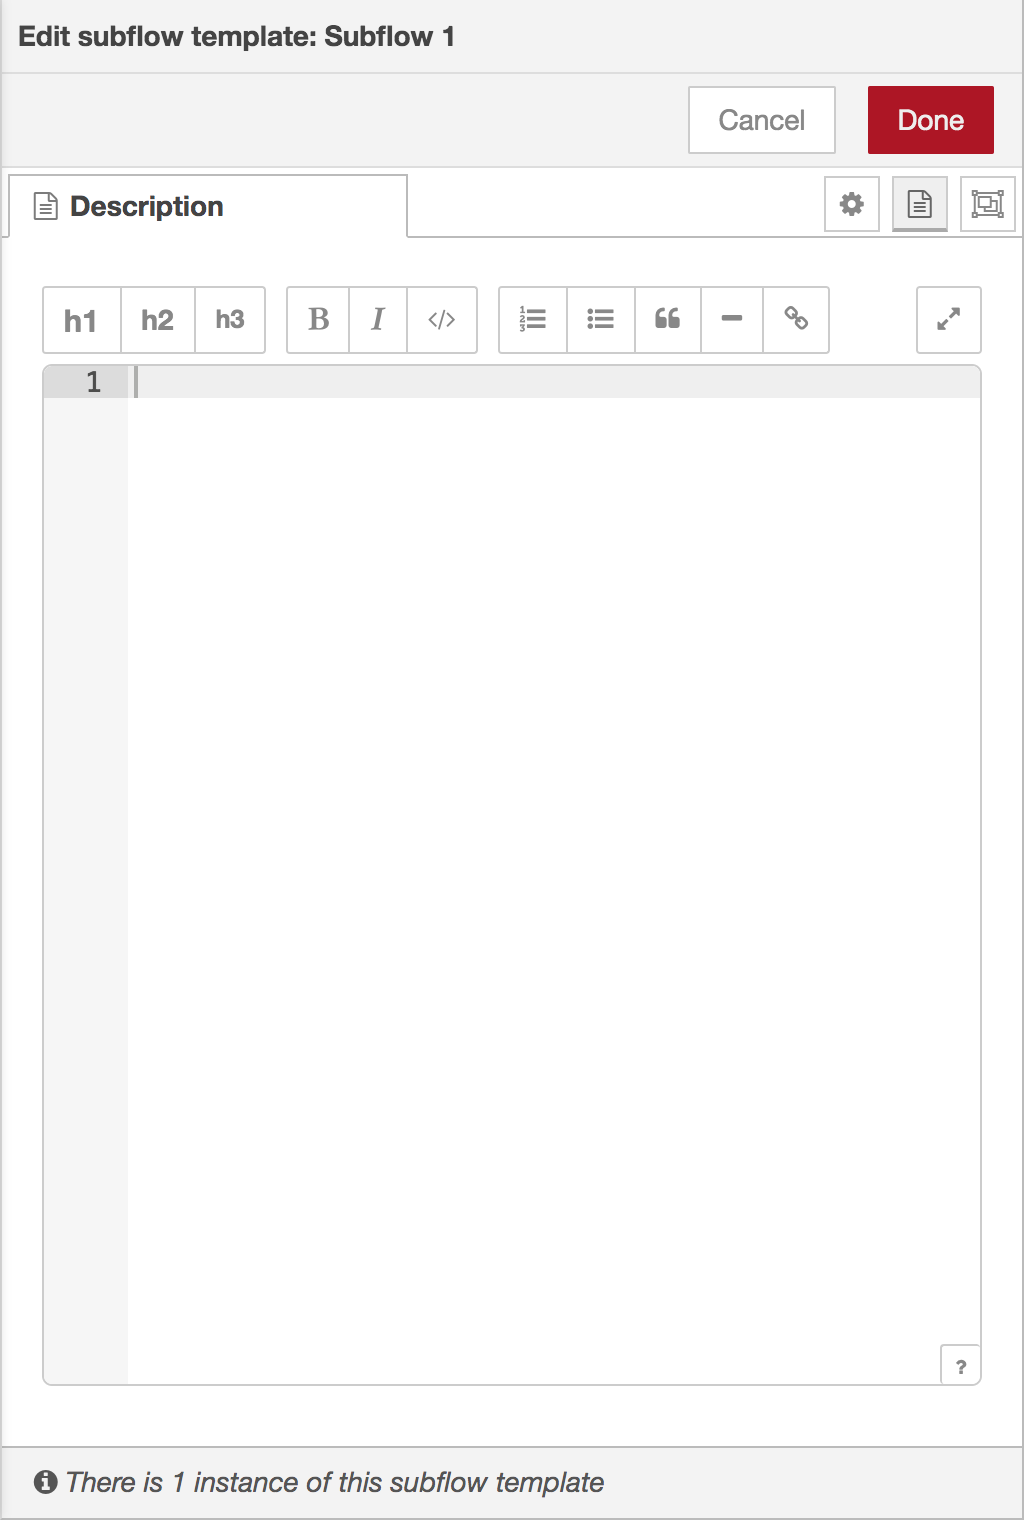 Edit subflow template: Subflow 1
Cancel Done
Description
h1 h2 h3 B I </>
1
?
There is 1 instance of this subflow template